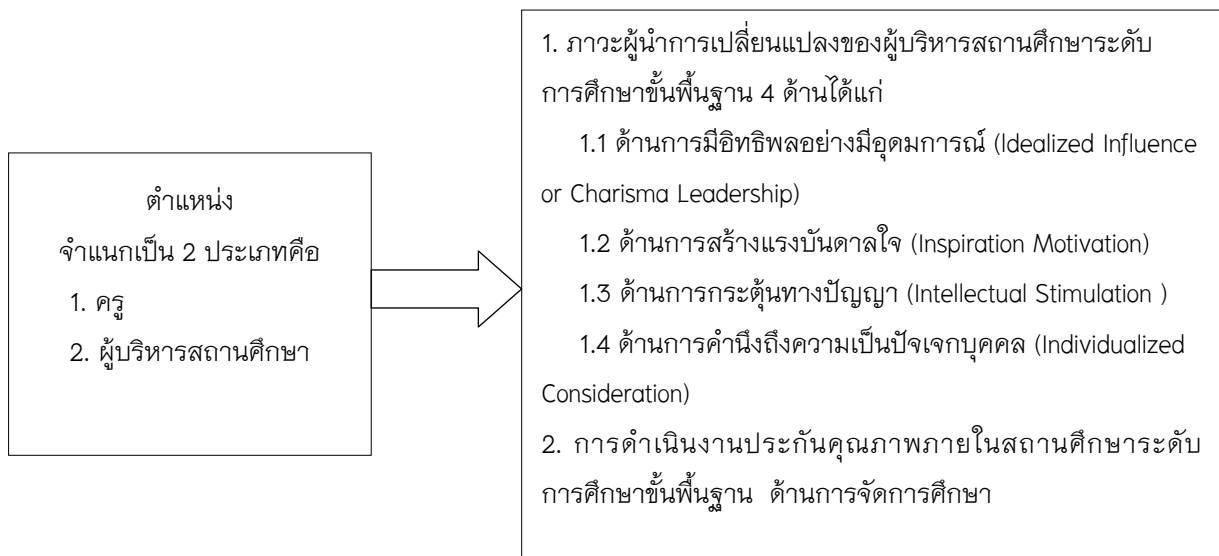 ตำแหน่ง
จำแนกเป็น 2 ประเภทคือ
1. ครู
2. ผู้บริหารสถานศึกษา
1. ภาวะผู้นำการเปลี่ยนแปลงของผู้บริหารสถานศึกษาระดับ
การศึกษาขั้นพื้นฐาน 4 ด้านได้แก่
1.1 ด้านการมีอิทธิพลอย่างมีอุดมการณ์ (Idealized Influence
or Charisma Leadership)
1.2 ด้านการสร้างแรงบันดาลใจ (Inspiration Motivation)
1.3 ด้านการกระตุ้นทางปัญญา (Intellectual Stimulation )
1.4 ด้านการคำนึงถึงความเป็นปัจเจกบุคคล (Individualized
Consideration)
2. การดำเนินงานประกันคุณภาพภายในสถานศึกษาระดับ
การศึกษาขั้นพื้นฐาน ด้านการจัดการศึกษา